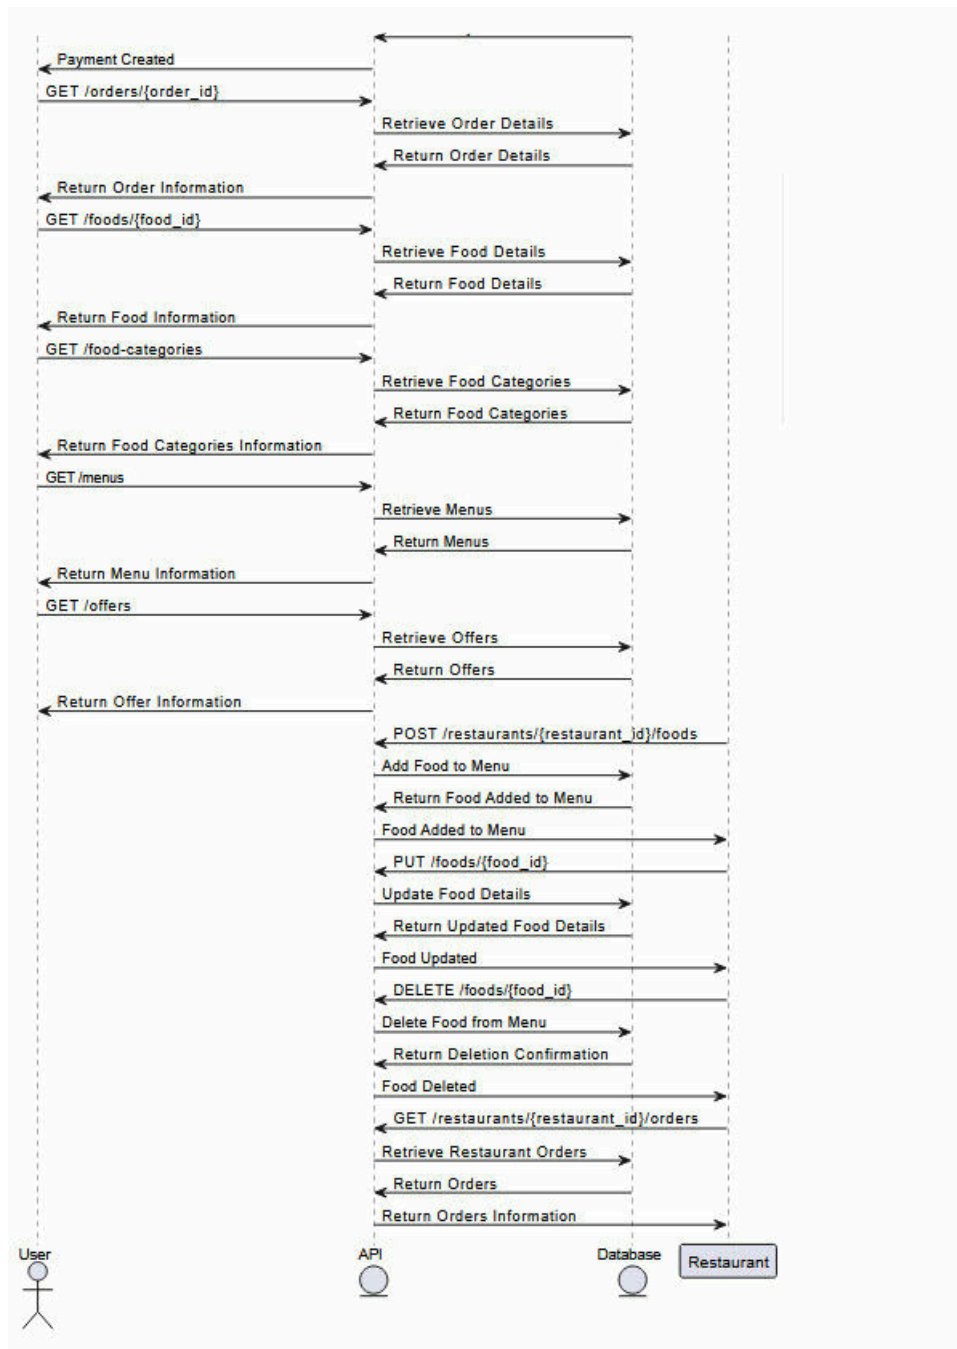 Payment Created
GET /orders/{order_id}
Retrieve Order Details
Return Order Details
Return Order Information
GET /foods/{food_id}
Retrieve Food Details
Return Food Details
Return Food Information
GET /food-categories
Retrieve Food Categories
Return Food Categories
Return Food Categories Information
GET /menus
Retrieve Menus
Return Menus
Return Menu Information
GET /offers
Retrieve Offers
Return Offers
Return Offer Information
POST /restaurants/{restaurant_id}/foods
Add Food to Menu
Return Food Added to Menu
Food Added to Menu
PUT /foods/{food_id}
Update Food Details
Return Updated Food Details
Food Updated
DELETE /foods/{food_id}
Delete Food from Menu
Return Deletion Confirmation
Food Deleted
GET /restaurants/{restaurant_id}/orders
Retrieve Restaurant Orders
Return Orders
Return Orders Information
User
API
Database
Restaurant